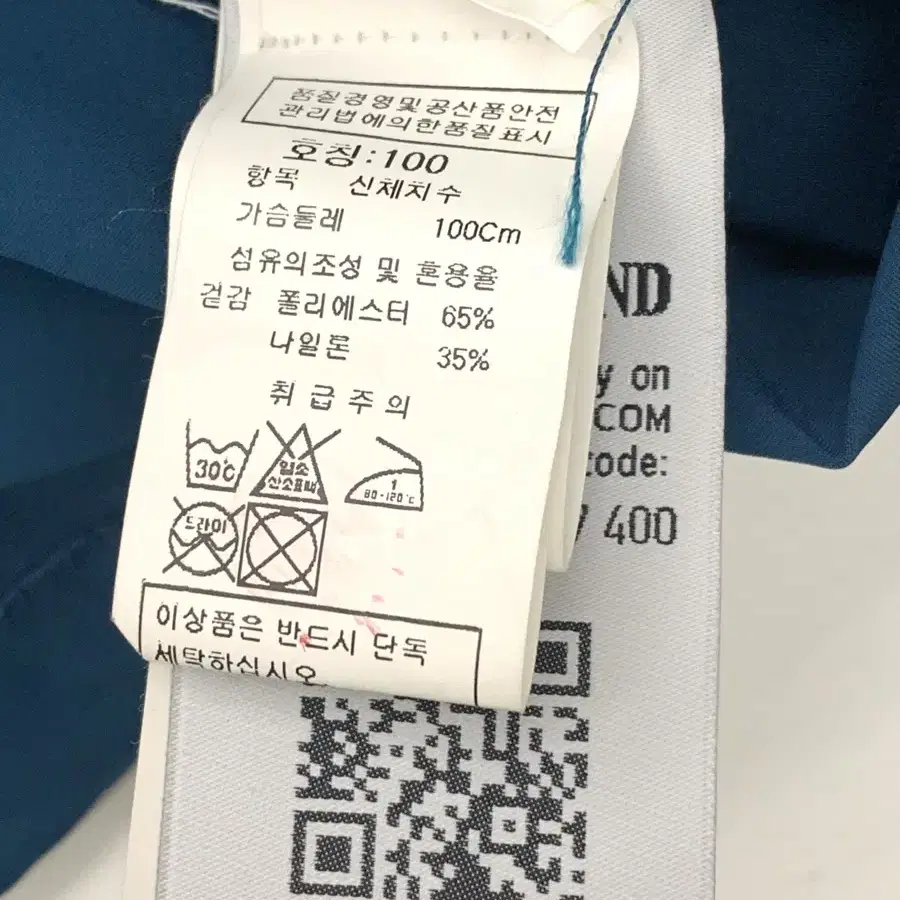 품질경영및공산품안전
관리법에의한품질표시
호칭:100
항목 신체치수
가슴둘레 100Cm
섬유의조성 및 혼용율
겉감 폴리에스터 65%
나일론 35%
취급주의
30℃
염소
산소표백
1
80-120℃
드라이
이상품은 반드시 단독
세탁하십시오
ND
y on
COM
code:
400